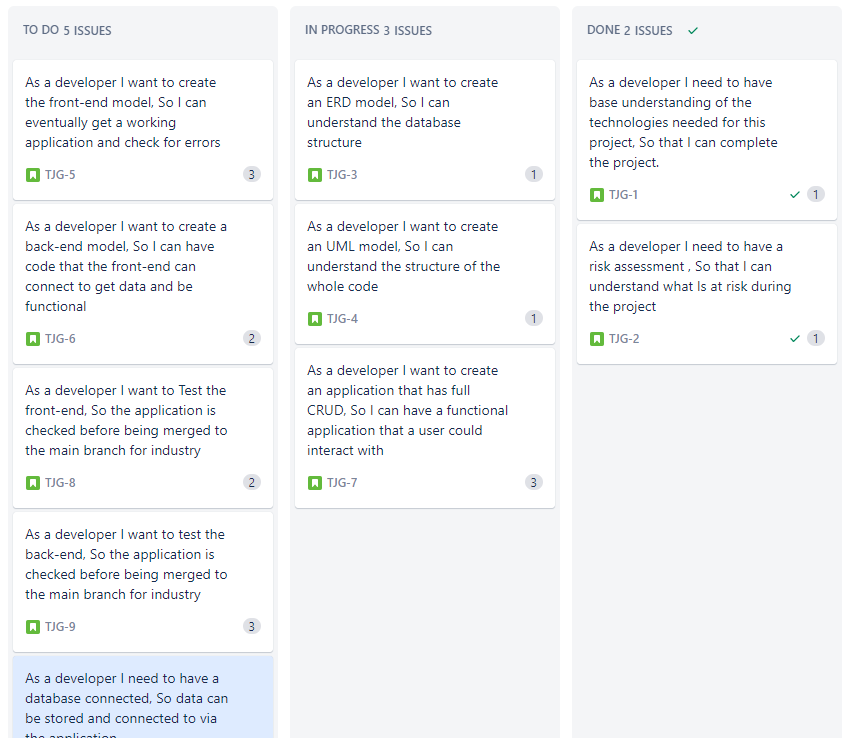 TO DO 5 ISSUES
As a developer I want to create
the front-end model, So I can
eventually get a working
application and check for errors
TJG-5
3
As a developer I want to create a
back-end model, So I can have
code that the front-end can
connect to get data and be
functional
TJG-6
2
As a developer I want to Test the
front-end, So the application is
checked before being merged to
the main branch for industry
TJG-8
2
As a developer I want to test the
back-end, So the application is
checked before being merged to
the main branch for industry
TJG-9
3
As a developer I need to have a
database connected, So data can
be stored and connected to via
the application
IN PROGRESS 3 ISSUES
As a developer I want to create
an ERD model, So I can
understand the database
structure
TJG-3
1
As a developer I want to create
an UML model, So I can
understand the structure of the
whole code
TJG-4
1
As a developer I want to create
an application that has full
CRUD, So I can have a functional
application that a user could
interact with
TJG-7
3
DONE 2 ISSUES
As a developer I need to have
base understanding of the
technologies needed for this
project, So that I can complete
the project.
TJG-1
1
As a developer I need to have a
risk assessment , So that I can
understand what Is at risk during
the project
TJG-2
1